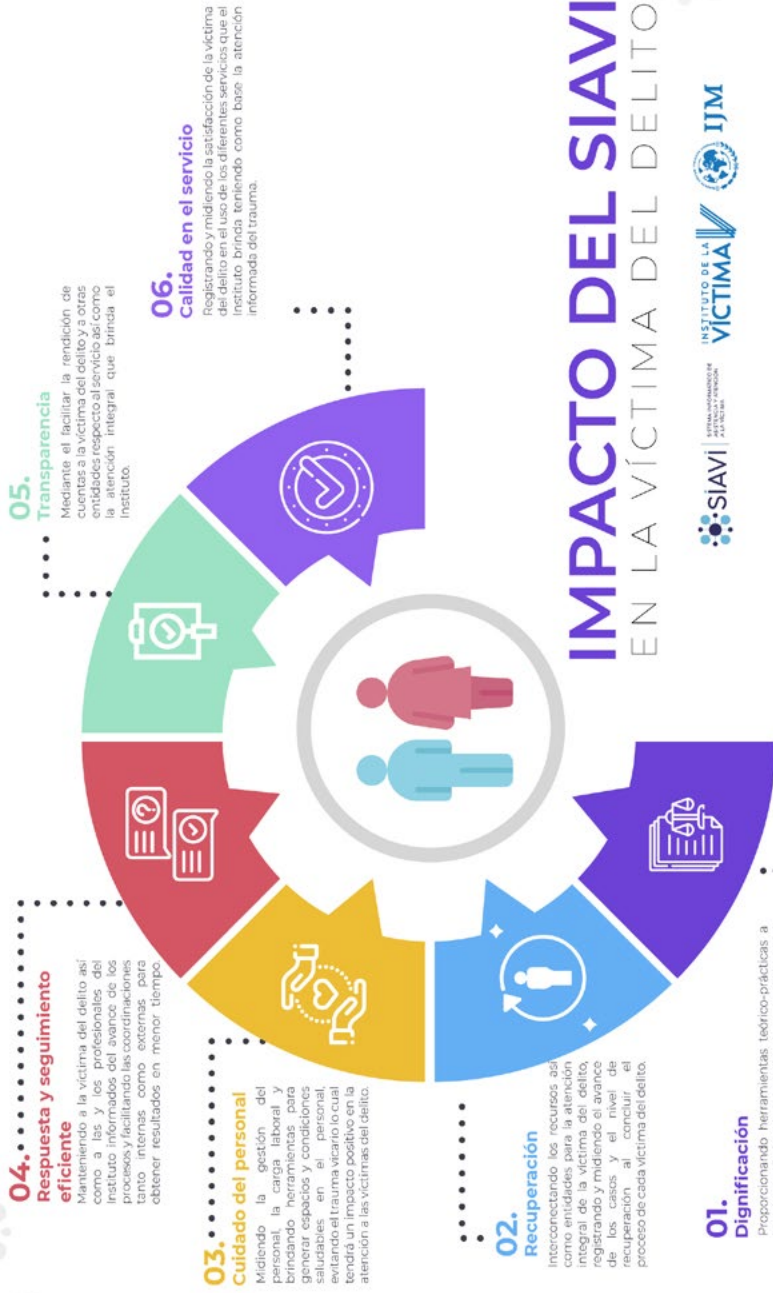 01.
Dignificación
Proporcionando herramientas teórico-prácticas a
02.
Recuperación
Interconectando los recursos así
como entidades para la atención
integral de la víctima del delito,
registrando y midiendo el avance
de los casos y el nivel de
recuperación al concluir el
proceso de cada víctima del delito.
03.
Cuidado del personal
Midiendo la gestión del
personal, la carga laboral y
brindando herramientas para
generar espacios y condiciones
saludables en el personal,
evitando el trauma vicario lo cual
tendrá un impacto positivo en la
atención a las víctimas del delito.
04.
Respuesta y seguimiento
eficiente
Manteniendo a la víctima del delito así
como a las y los profesionales del
Instituto informados del avance de los
procesos y facilitando las coordinaciones
tanto internas como externas para
obtener resultados en menor tiempo.
05.
Transparencia
Mediante el facilitar la rendición de
cuentas a la víctima del delito y a otras
entidades respecto al servicio así como
la atención integral que brinda el
Instituto.
06.
Calidad en el servicio
Registrando y midiendo la satisfacción de la víctima
del delito en el uso de los diferentes servicios que el
Instituto brinda teniendo como base la atención
informada del trauma.
IMPACTO DEL SIAVI
EN LA VÍCTIMA DEL DELITO
SIAVI
SISTEMA INFORMÁTICO DE
ASISTENCIA Y ATENCIÓN
A LA VÍCTIMA
INSTITUTO DE LA
VÍCTIMA
IJM